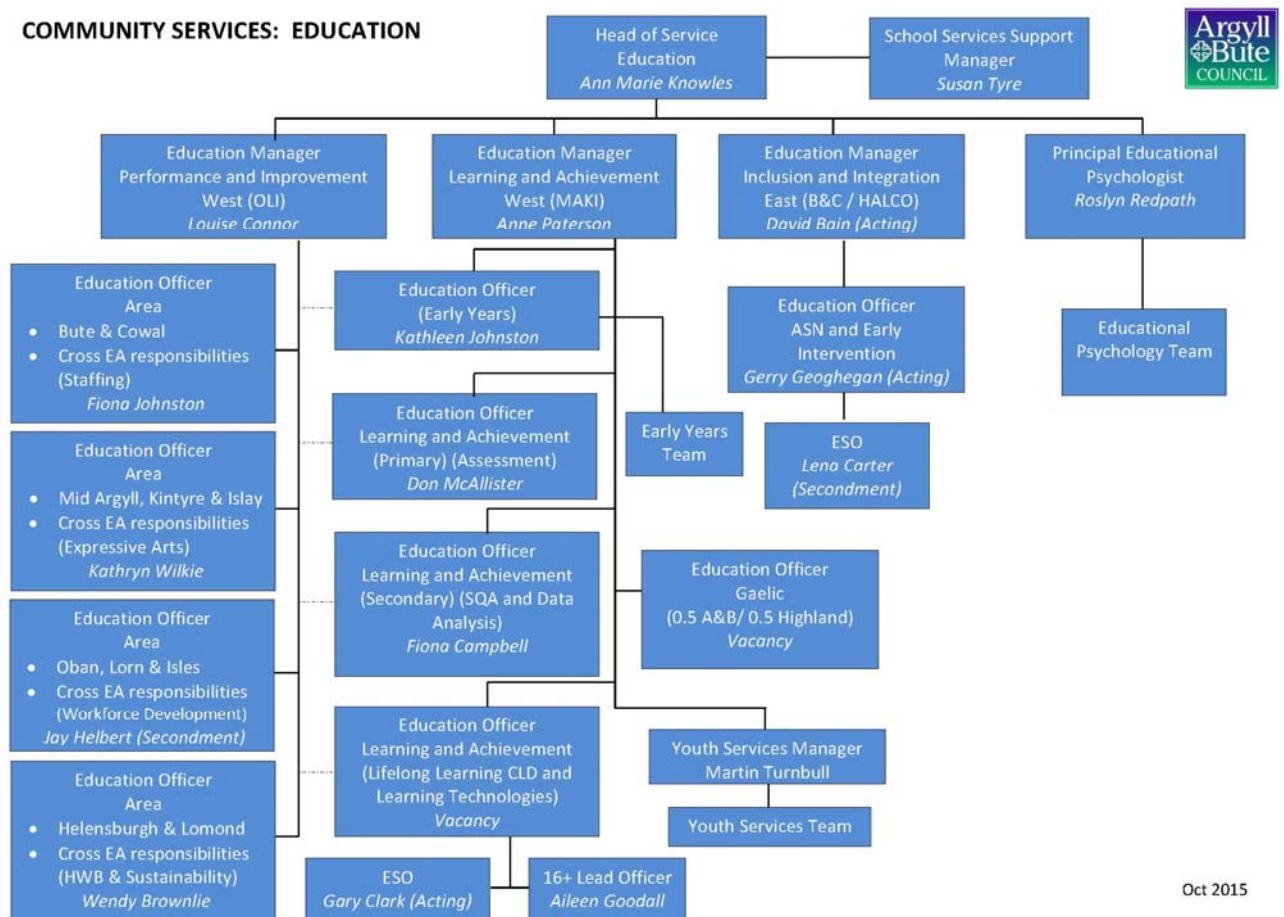 COMMUNITY SERVICES: EDUCATION
Argyll
Bute
COUNCIL
Head of Service
Education
Ann Marie Knowles
School Services Support
Manager
Susan Tyre
Education Manager
Performance and Improvement
West (OLI)
Louise Connor
Education Manager
Learning and Achievement
West (MAKI)
Anne Paterson
Education Manager
Inclusion and Integration
East (B&C / HALCO)
David Bain (Acting)
Principal Educational
Psychologist
Roslyn Redpath
Education Officer
Area
• Bute & Cowal
• Cross EA responsibilities
(Staffing)
Fiona Johnston
Education Officer
Area
• Mid Argyll, Kintyre & Islay
• Cross EA responsibilities
(Expressive Arts)
Kathryn Wilkie
Education Officer
Area
• Oban, Lorn & Isles
• Cross EA responsibilities
(Workforce Development)
Jay Helbert (Secondment)
Education Officer
Area
• Helensburgh & Lomond
• Cross EA responsibilities
(HWB & Sustainability)
Wendy Brownlie
Education Officer
(Early Years)
Kathleen Johnston
Early Years
Team
Education Officer
Learning and Achievement
(Primary) (Assessment)
Don McAllister
Education Officer
Learning and Achievement
(Secondary) (SQA and Data
Analysis)
Fiona Campbell
Education Officer
Gaelic
(0.5 A&B/ 0.5 Highland)
Vacancy
Education Officer
Learning and Achievement
(Lifelong Learning CLD and
Learning Technologies)
Vacancy
ESO
Gary Clark (Acting)
16+ Lead Officer
Aileen Goodall
Youth Services Manager
Martin Turnbull
Youth Services Team
Education Officer
ASN and Early
Intervention
Gerry Geoghegan (Acting)
ESO
Lena Carter
(Secondment)
Educational
Psychology Team
Oct 2015